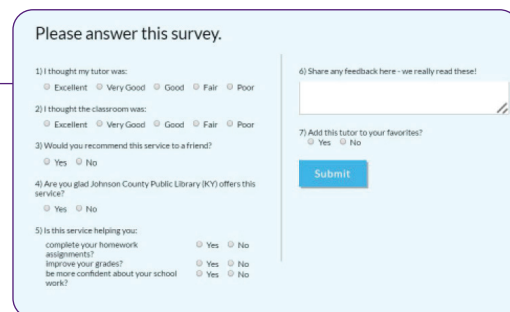 Please answer this survey.
1) I thought my tutor was:
Excellent Very Good Good Fair Poor
2) I thought the classroom was:
Excellent Very Good Good Fair Poor
3) Would you recommend this service to a friend?
Yes No
4) Are you glad Johnson County Public Library (KY) offers this
service?
Yes No
5) Is this service helping you:
complete your homework
assignments?
Yes No
improve your grades?
Yes No
be more confident about your school
work?
Yes No
6) Share any feedback here - we really read these!
7) Add this tutor to your favorites?
Yes No
Submit